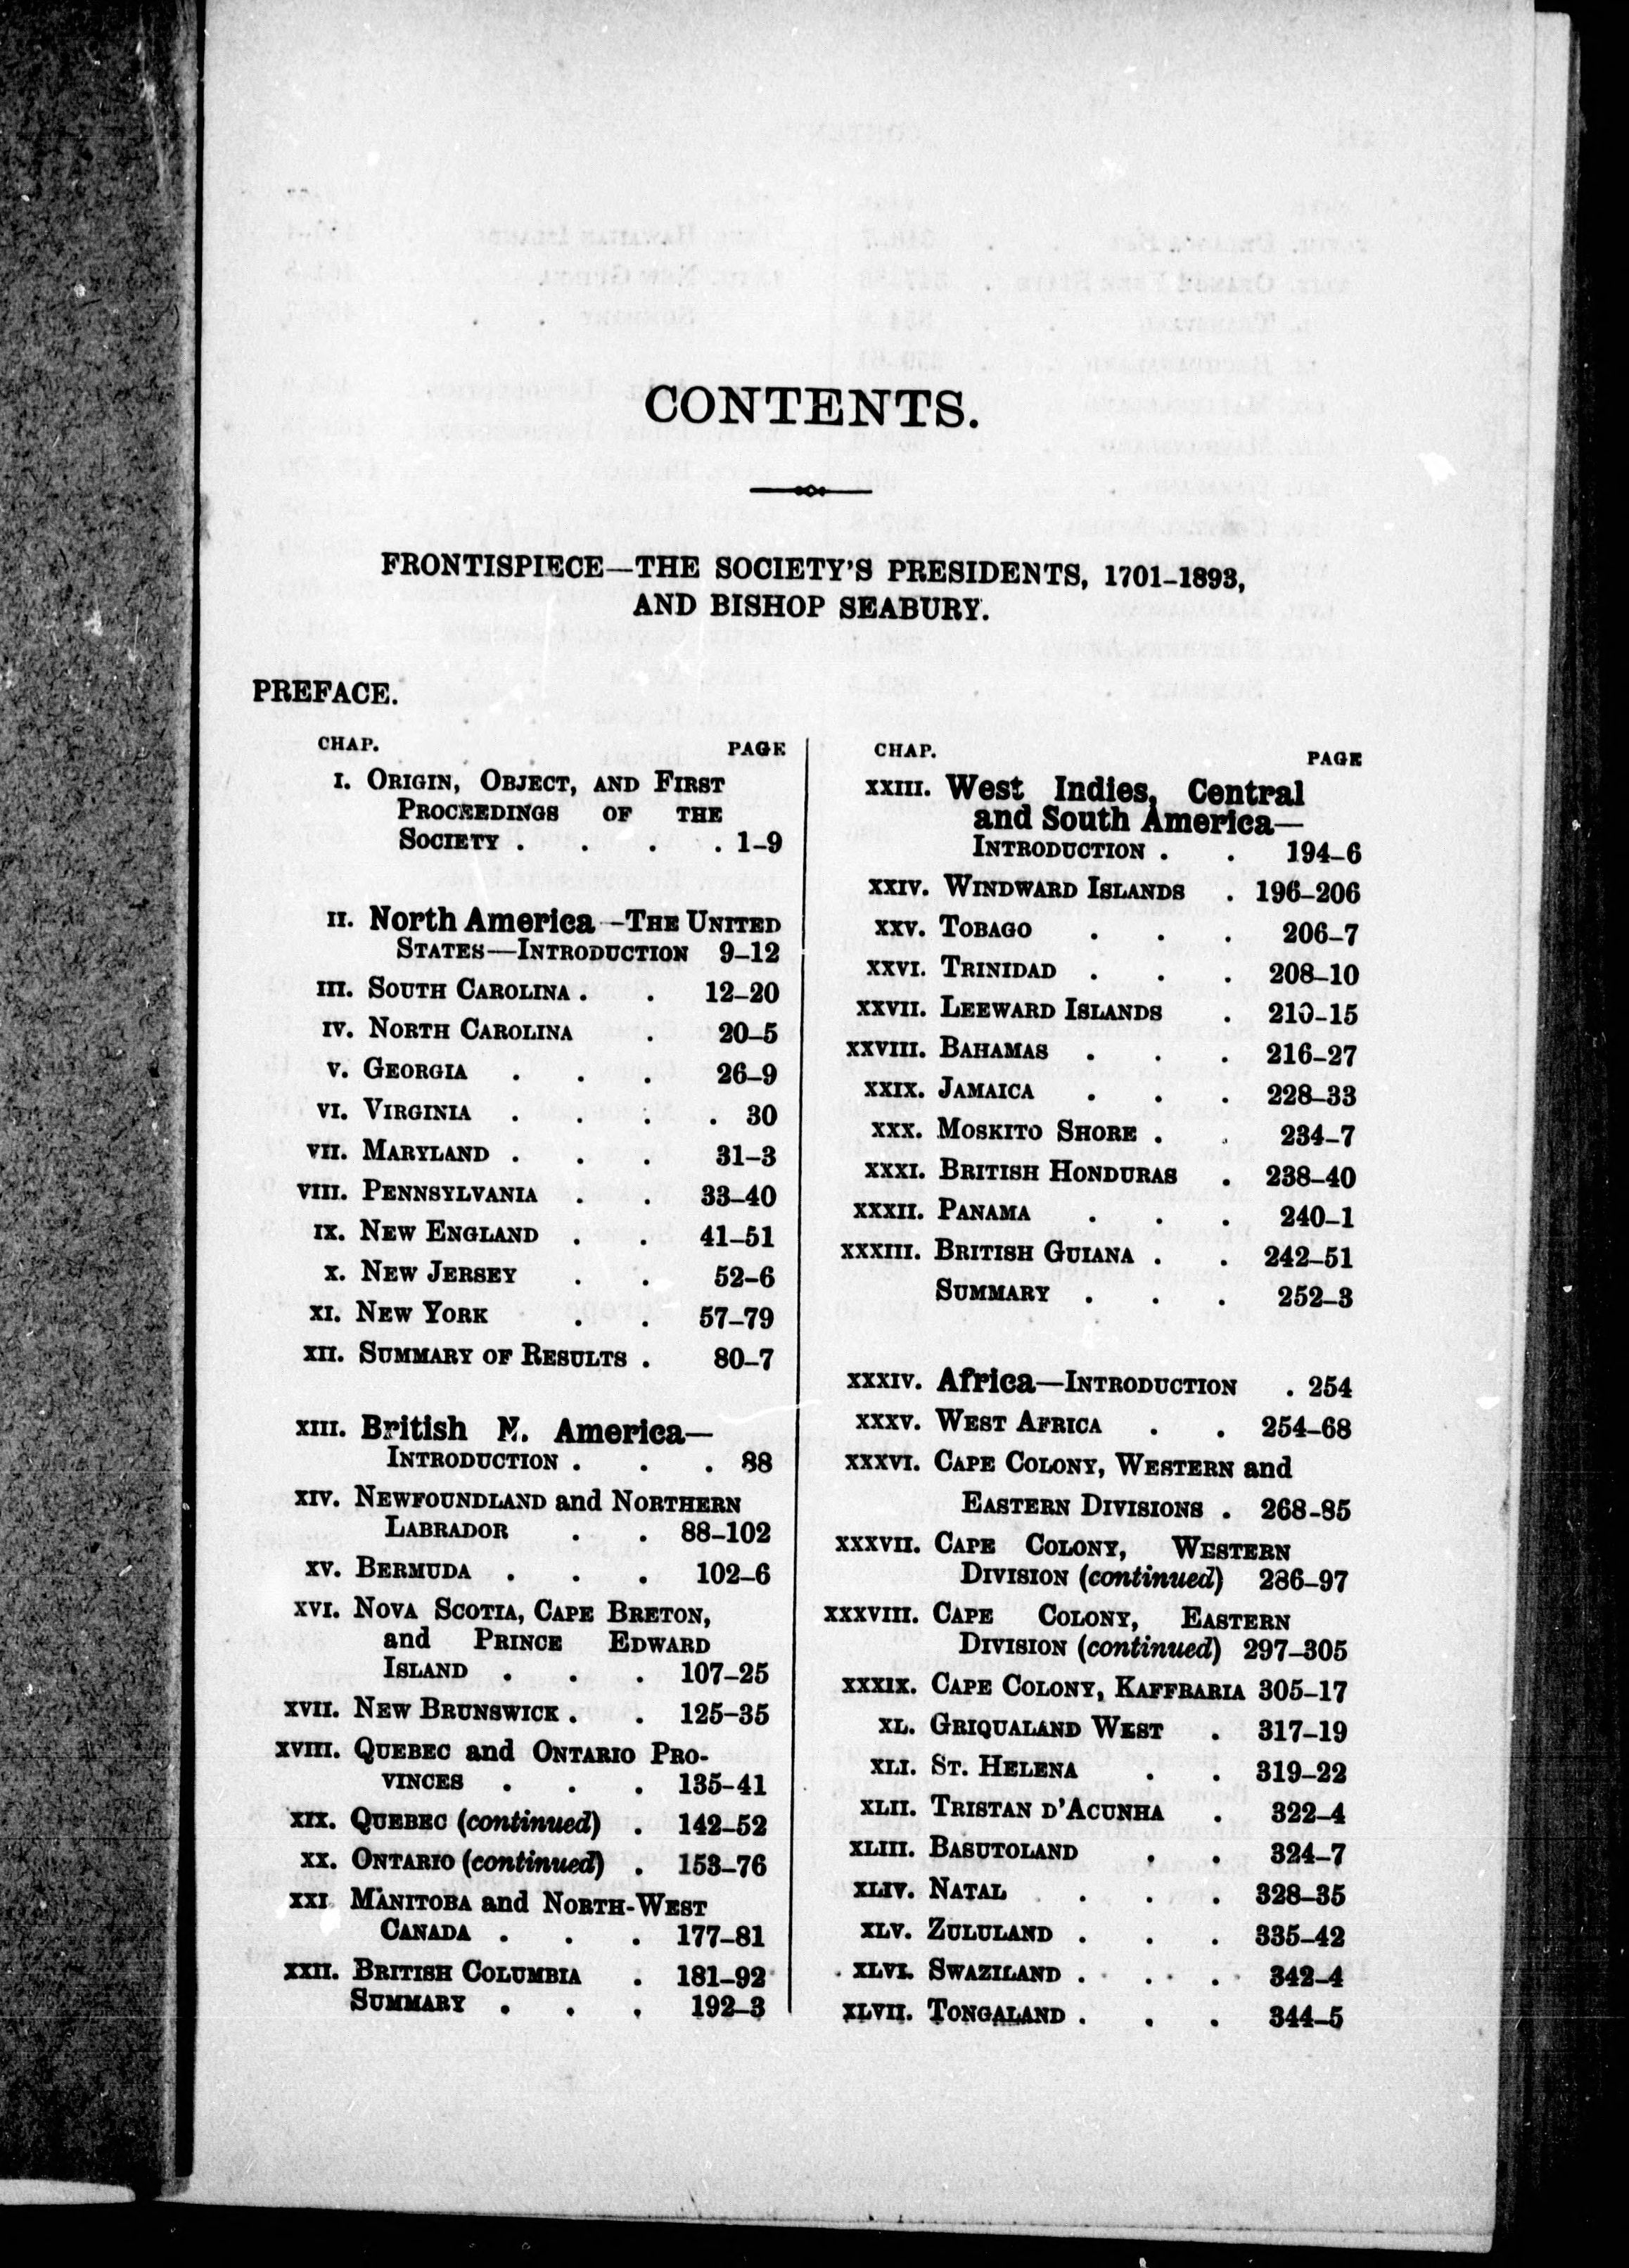 CONTENTS.
FRONTISPIECE—THE SOCIETY'S PRESIDENTS, 1701–1893,
AND BISHOP SEABURY.
PREFACE.
CHAP. PAGE
I. ORIGIN, OBJECT, AND FIRST
PROCEEDINGS OF THE
SOCIETY . . . . 1–9
II. North America—THE UNITED
STATES—INTRODUCTION 9–12
III. SOUTH CAROLINA . . 12–20
IV. NORTH CAROLINA . 20–5
V. GEORGIA . . . 26–9
VI. VIRGINIA . . . . 30
VII. MARYLAND . . . 31–3
VIII. PENNSYLVANIA . . 33–40
IX. NEW ENGLAND . . 41–51
X. NEW JERSEY . . 52–6
XI. NEW YORK . . 57–79
XII. SUMMARY OF RESULTS . 80–7
XIII. British N. America—
INTRODUCTION . . . 88
XIV. NEWFOUNDLAND and NORTHERN
LABRADOR . . 88–102
XV. BERMUDA . . . 102–6
XVI. NOVA SCOTIA, CAPE BRETON,
and PRINCE EDWARD
ISLAND . . . 107–25
XVII. NEW BRUNSWICK . . 125–35
XVIII. QUEBEC and ONTARIO PRO-
VINCES . . . 135–41
XIX. QUEBEC (continued) . 142–52
XX. ONTARIO (continued) . 153–76
XXI. MANITOBA and NORTH-WEST
CANADA . . . 177–81
XXII. BRITISH COLUMBIA . 181–92
SUMMARY . . . 192–3
CHAP. PAGE
XXIII. West Indies, Central
and South America—
INTRODUCTION . . 194–6
XXIV. WINDWARD ISLANDS . 196–206
XXV. TOBAGO . . . 206–7
XXVI. TRINIDAD . . . 208–10
XXVII. LEEWARD ISLANDS . 210–15
XXVIII. BAHAMAS . . . 216–27
XXIX. JAMAICA . . . 228–33
XXX. MOSKITO SHORE . . 234–7
XXXI. BRITISH HONDURAS . 238–40
XXXII. PANAMA . . . 240–1
XXXIII. BRITISH GUIANA . . 242–51
SUMMARY . . . 252–3
XXXIV. Africa—INTRODUCTION . 254
XXXV. WEST AFRICA . . 254–68
XXXVI. CAPE COLONY, WESTERN and
EASTERN DIVISIONS . 268–85
XXXVII. CAPE COLONY, WESTERN
DIVISION (continued) 286–97
XXXVIII. CAPE COLONY, EASTERN
DIVISION (continued) 297–305
XXXIX. CAPE COLONY, KAFFRARIA 305–17
XL. GRIQUALAND WEST . 317–19
XLI. ST. HELENA . . 319–22
XLII. TRISTAN D'ACUNHA . 322–4
XLIII. BASUTOLAND . . 324–7
XLIV. NATAL . . . 328–35
XLV. ZULULAND . . . 335–42
XLVI. SWAZILAND . . . 342–4
XLVII. TONGALAND . . . 344–5